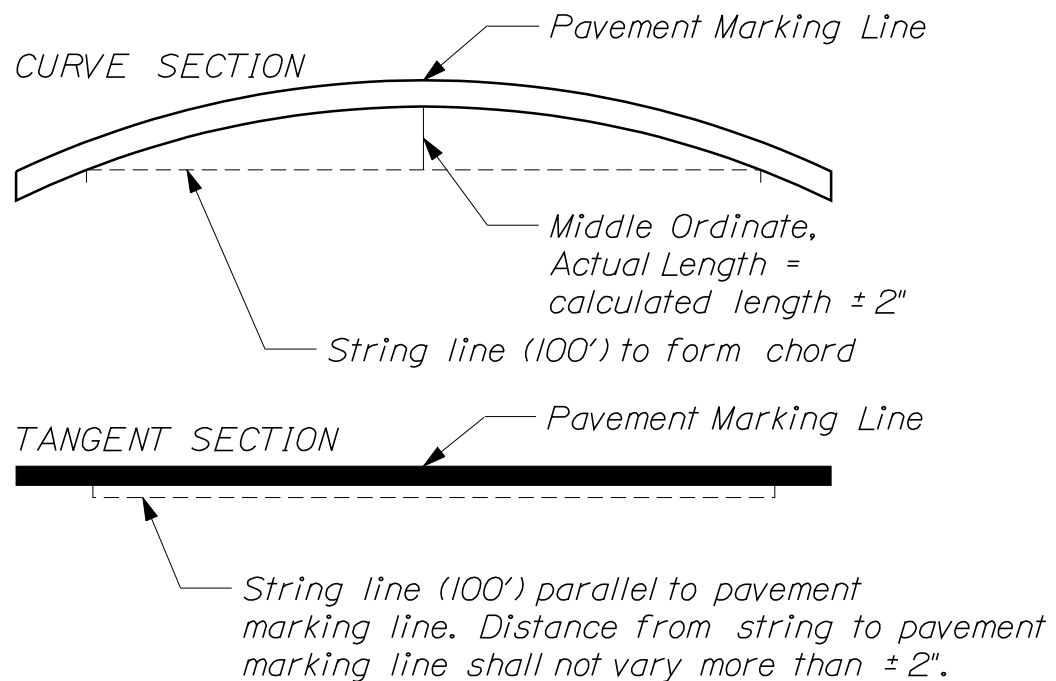 Pavement Marking Line
CURVE SECTION
Middle Ordinate,
Actual Length =
calculated length ± 2"
String line (100') to form chord
Pavement Marking Line
TANGENT SECTION
String line (100') parallel to pavement
marking line. Distance from string to pavement
marking line shall not vary more than ± 2".